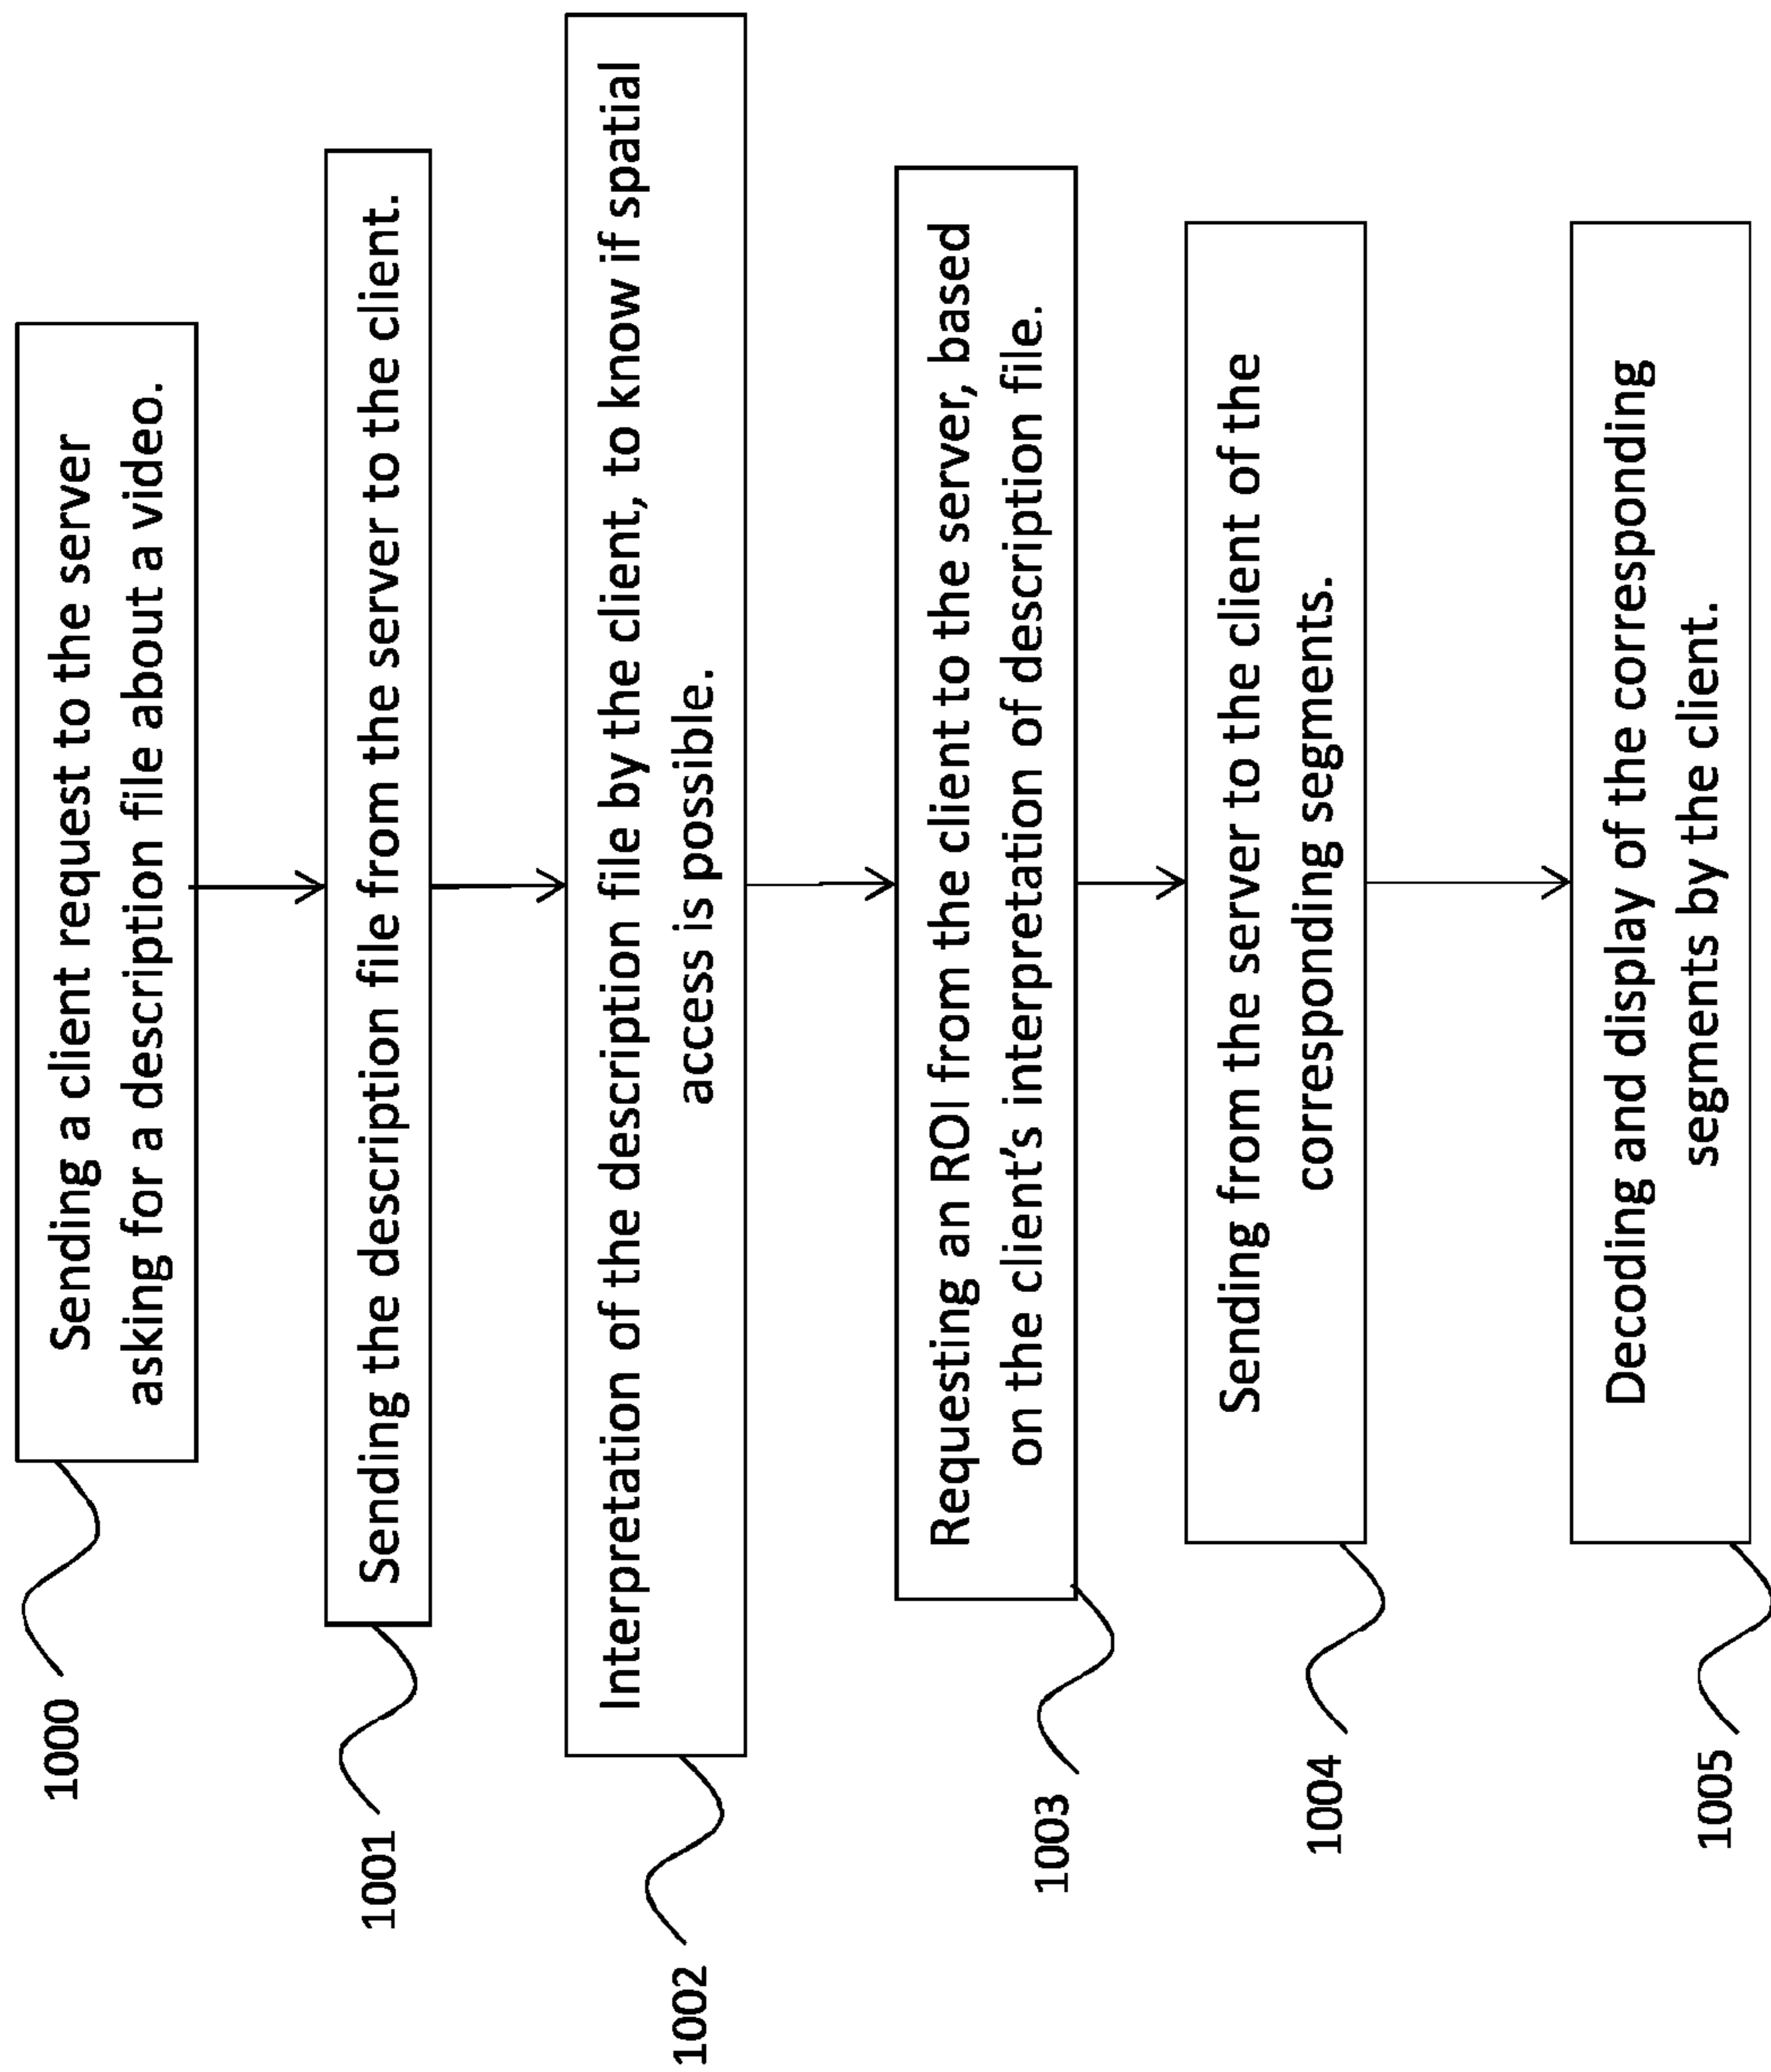 1000
Sending a client request to the server
asking for a description file about a video.
1001
Sending the description file from the server to the client.
1002
Interpretation of the description file by the client, to know if spatial
access is possible.
1003
Requesting an ROI from the client to the server, based
on the client's interpretation of description file.
1004
Sending from the server to the client of the
corresponding segments.
1005
Decoding and display of the corresponding
segments by the client.